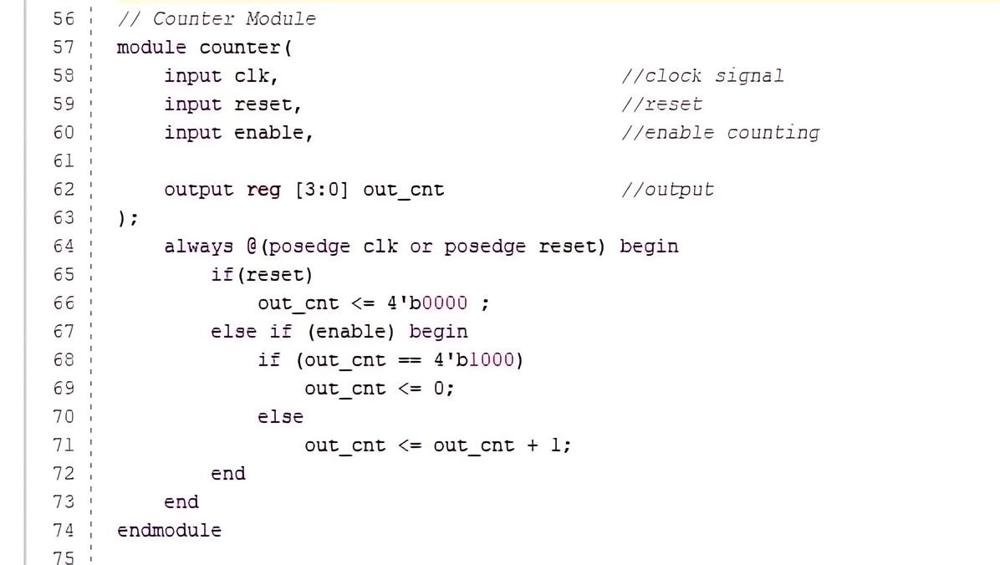 56 // Counter Module
57 module counter(
58 input clk, //clock signal
59 input reset, //reset
60 input enable, //enable counting
61
62 output reg [3:0] out_cnt //output
63 );
64 always @(posedge clk or posedge reset) begin
65 if(reset)
66 out_cnt <= 4'b0000 ;
67 else if (enable) begin
68 if (out_cnt == 4'b1000)
69 out_cnt <= 0;
70 else
71 out_cnt <= out_cnt + 1;
72 end
73 end
74 endmodule
75